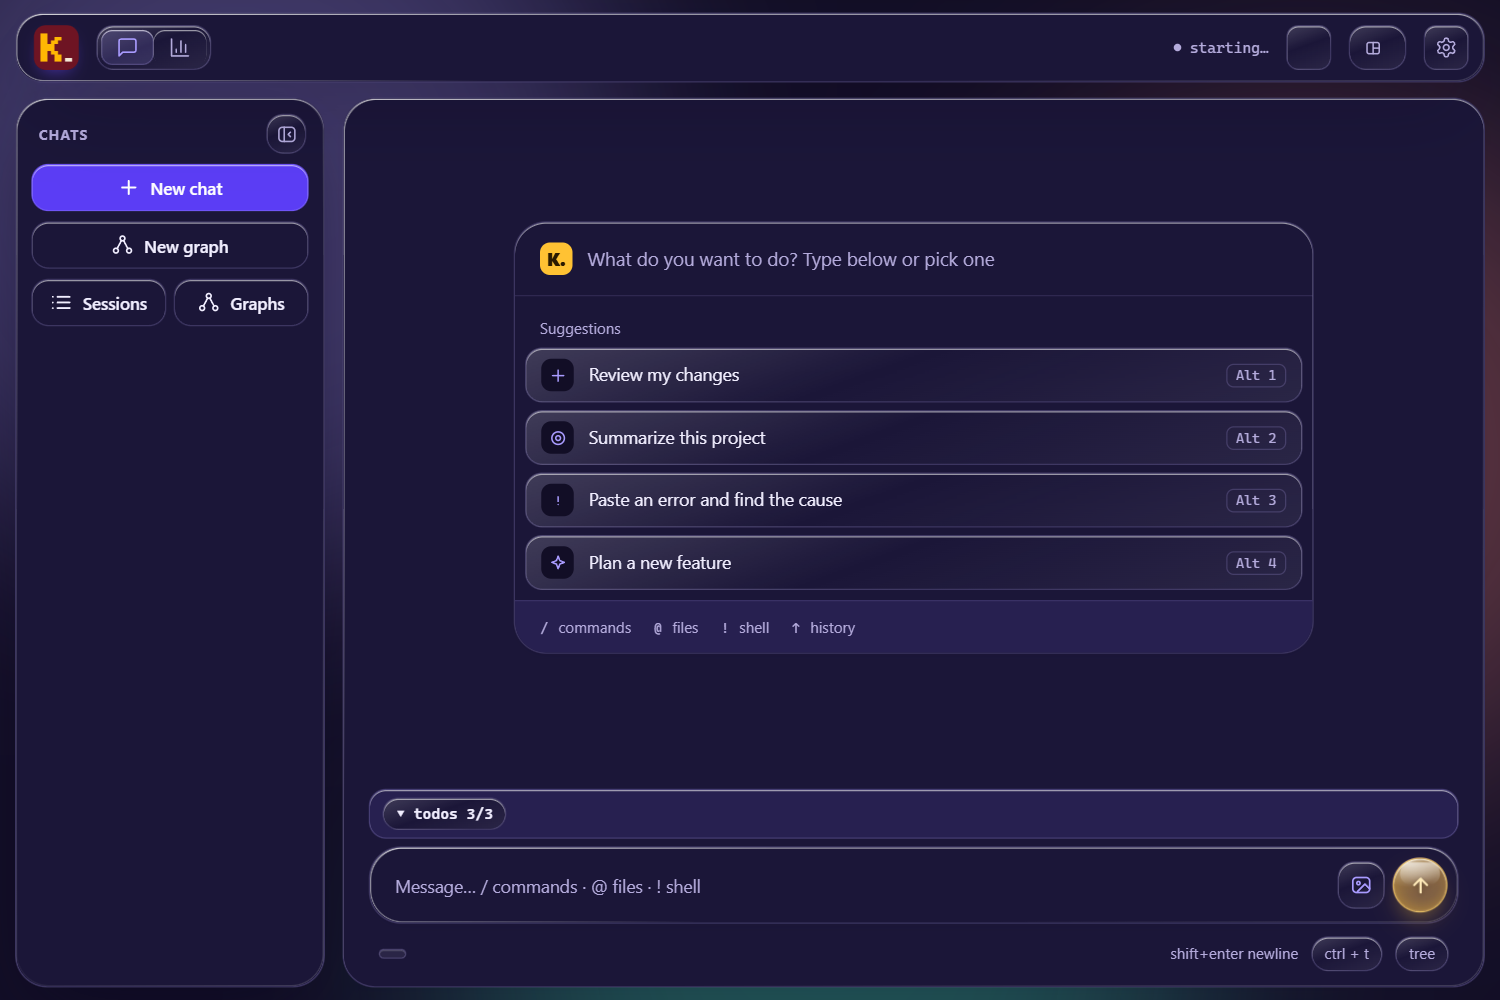 K.
starting…
CHATS
New chat
New graph
Sessions
Graphs
K. What do you want to do? Type below or pick one
Suggestions
Review my changes Alt 1
Summarize this project Alt 2
! Paste an error and find the cause Alt 3
Plan a new feature Alt 4
/ commands @ files ! shell ↑ history
▼ todos 3/3
Message... / commands · @ files · ! shell
shift+enter newline ctrl + t tree